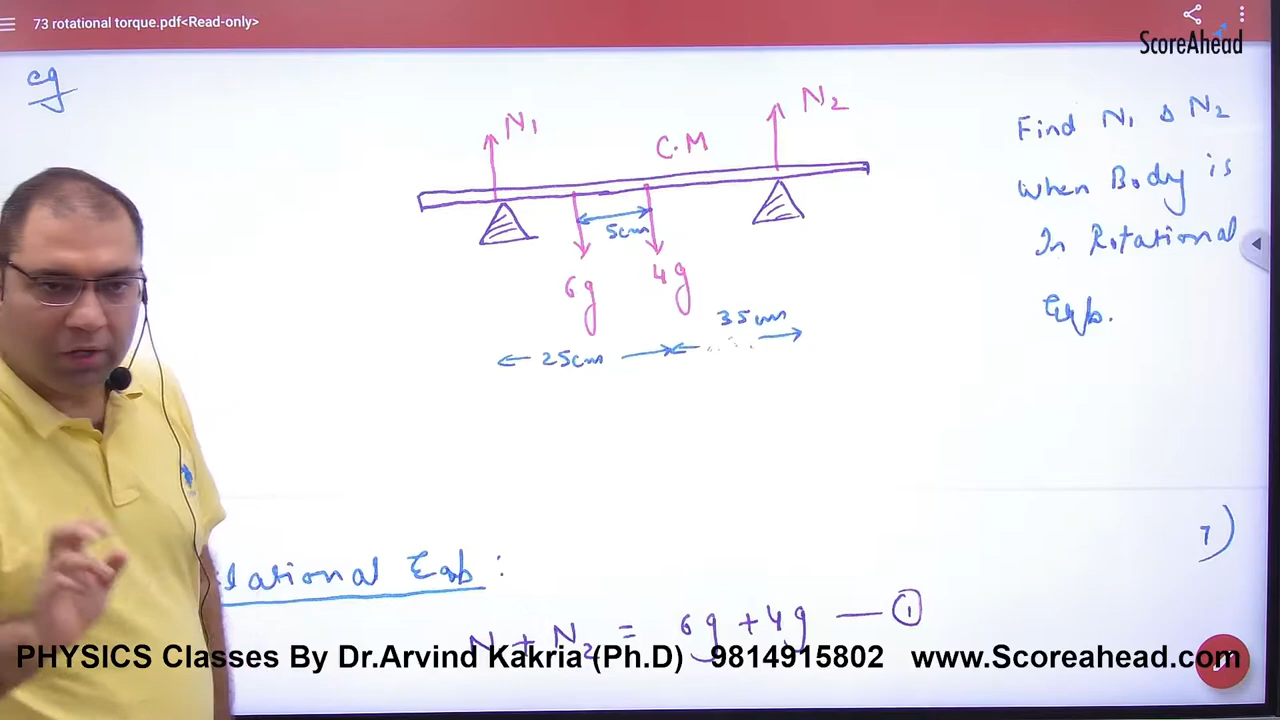 73 rotational torque.pdf<Read-only>
ScoreAhead
eg
N1
N2
C.M
Find N1 & N2
when Body is
In Rotational
Eqb.
5cm
6g
4g
35cm
25cm
7)
tational Eqb :
N + N2 = 6g + 4g — ①
PHYSICS Classes By Dr.Arvind Kakria (Ph.D) 9814915802 www.Scoreahead.com